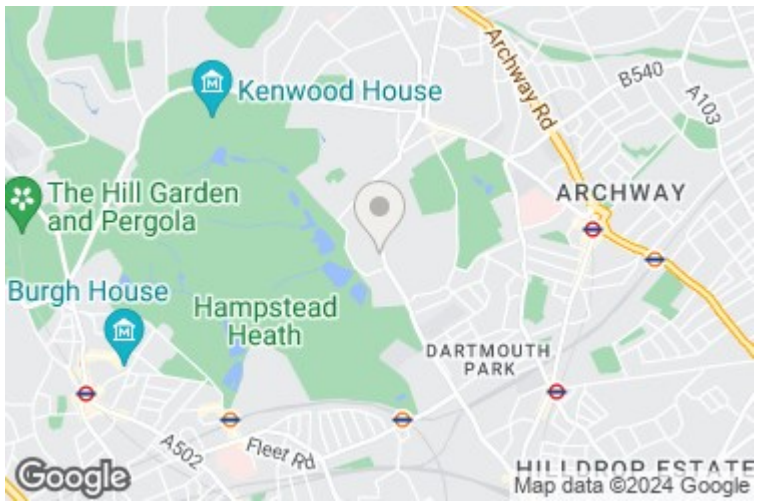 Kenwood House
Archway Rd
B540
A103
The Hill Garden
and Pergola
ARCHWAY
Burgh House
Hampstead
Heath
DARTMOUTH
PARK
A502
Fleet Rd
HILLDROP ESTATE
Google
Map data ©2024 Google